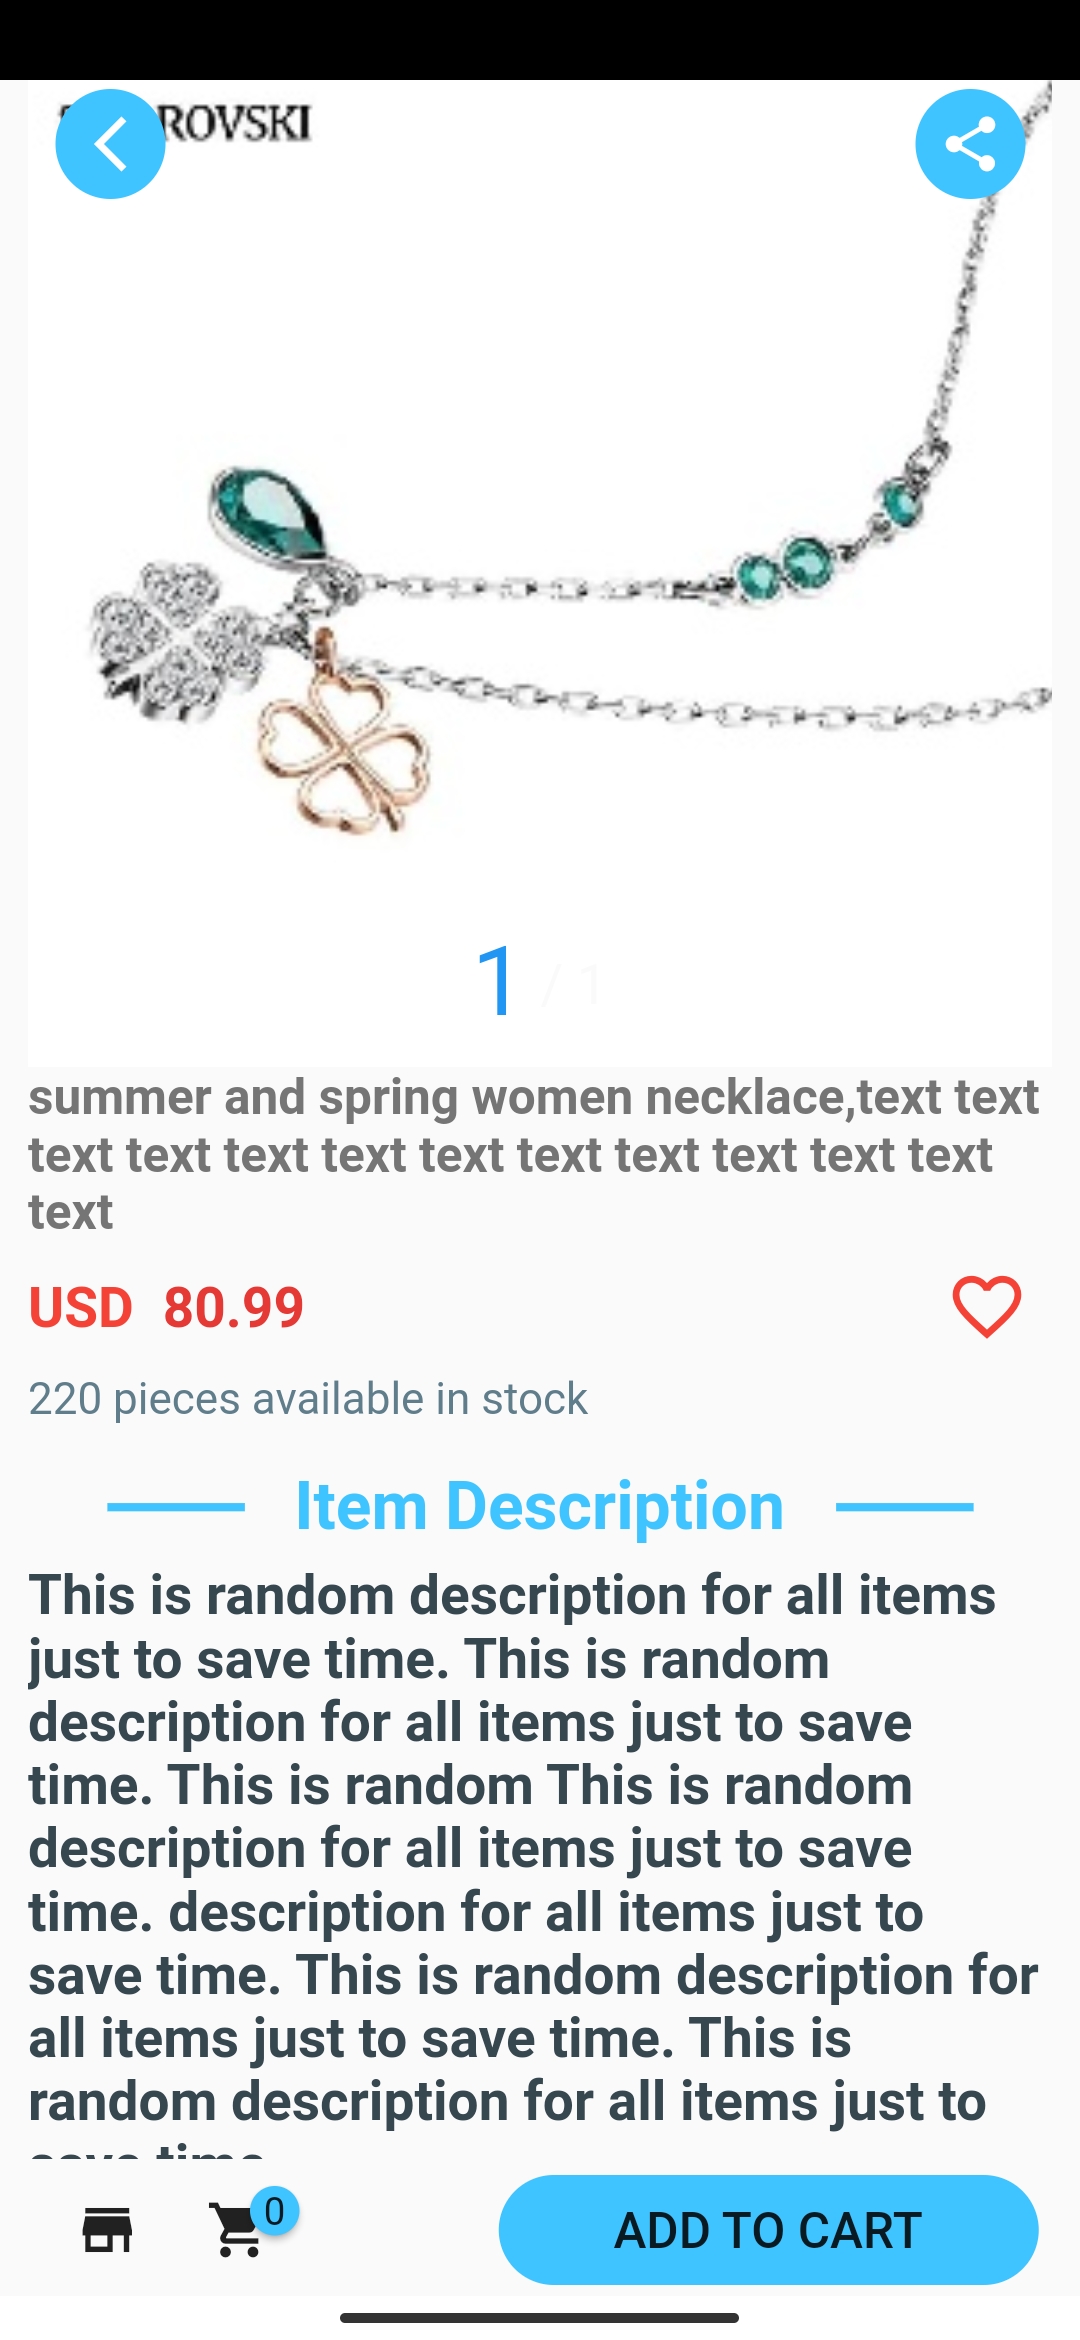 ROVSKI
1 / 1
summer and spring women necklace,text text
text text text text text text text text text text
text
USD 80.99
220 pieces available in stock
Item Description
This is random description for all items
just to save time. This is random
description for all items just to save
time. This is random This is random
description for all items just to save
time. description for all items just to
save time. This is random description for
all items just to save time. This is
random description for all items just to
save time
0
ADD TO CART